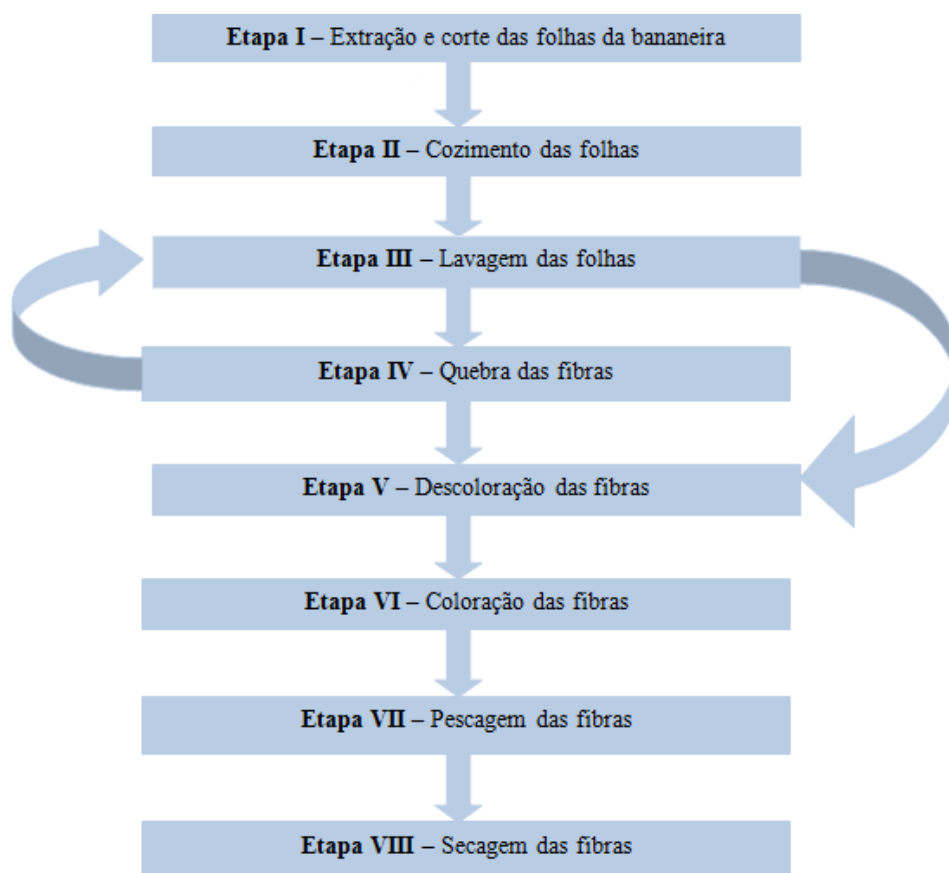 Etapa I – Extração e corte das folhas da bananeira
Etapa II – Cozimento das folhas
Etapa III – Lavagem das folhas
Etapa IV – Quebra das fibras
Etapa V – Descoloração das fibras
Etapa VI – Coloração das fibras
Etapa VII – Pescagem das fibras
Etapa VIII – Secagem das fibras